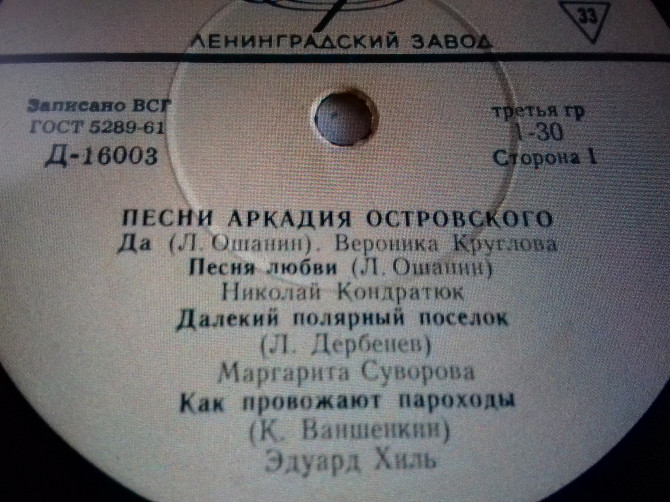 ЛЕНИНГРАДСКИЙ ЗАВОД
33
Записано ВСГ
ГОСТ 5289-61
Д-16003
третья гр
1-30
Сторона I
ПЕСНИ АРКАДИЯ ОСТРОВСКОГО
Да (Л. Ошанин). Вероника Круглова
Песня любви (Л. Ошанин)
Николай Кондратюк
Далекий полярный поселок
(Л. Дербенев)
Маргарита Суворова
Как провожают пароходы
(К. Ваншенкин)
Эдуард Хиль